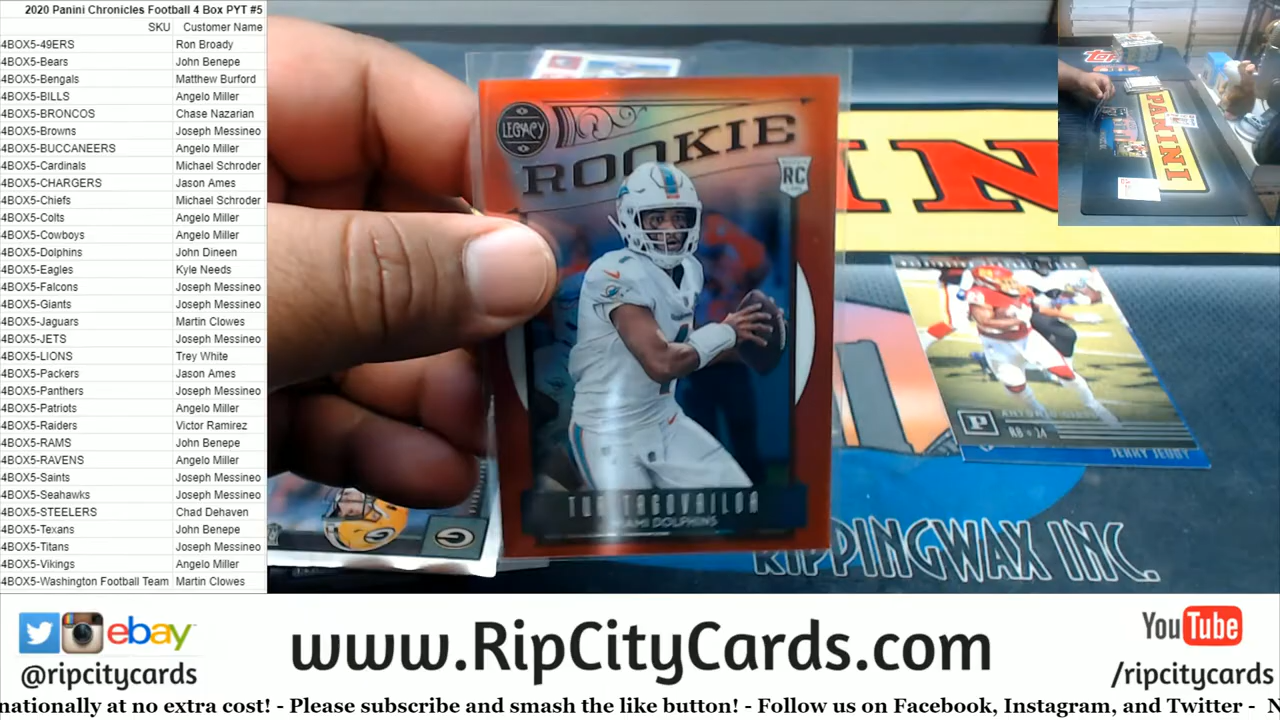 2020 Panini Chronicles Football 4 Box PYT #5
SKU Customer Name
4BOX5-49ERS Ron Broady
4BOX5-Bears John Benepe
4BOX5-Bengals Matthew Burford
4BOX5-BILLS Angelo Miller
4BOX5-BRONCOS Chase Nazarian
4BOX5-Browns Joseph Messineo
4BOX5-BUCCANEERS Angelo Miller
4BOX5-Cardinals Michael Schroder
4BOX5-CHARGERS Jason Ames
4BOX5-Chiefs Michael Schroder
4BOX5-Colts Angelo Miller
4BOX5-Cowboys Angelo Miller
4BOX5-Dolphins John Dineen
4BOX5-Eagles Kyle Needs
4BOX5-Falcons Joseph Messineo
4BOX5-Giants Joseph Messineo
4BOX5-Jaguars Martin Clowes
4BOX5-JETS Joseph Messineo
4BOX5-LIONS Trey White
4BOX5-Packers Jason Ames
4BOX5-Panthers Joseph Messineo
4BOX5-Patriots Angelo Miller
4BOX5-Raiders Victor Ramirez
4BOX5-RAMS John Benepe
4BOX5-RAVENS Angelo Miller
4BOX5-Saints Joseph Messineo
4BOX5-Seahawks Joseph Messineo
4BOX5-STEELERS Chad Dehaven
4BOX5-Texans John Benepe
4BOX5-Titans Joseph Messineo
4BOX5-Vikings Angelo Miller
4BOX5-Washington Football Team Martin Clowes
LEGACY
ROOKIE
RC
1
TUA TAGOVAILOA
MIAMI DOLPHINS
PANINI
P
RB • 24
JERRY JEUDY
RIPPINGWAX INC.
ebay
@ripcitycards
www.RipCityCards.com
YouTube
/ripcitycards
nationally at no extra cost! - Please subscribe and smash the like button! - Follow us on Facebook, Instagram, and Twitter - N